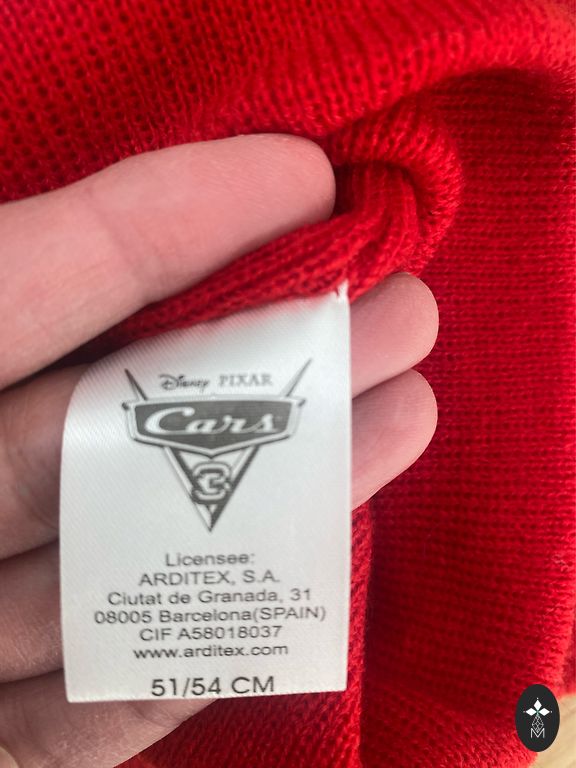 Disney PIXAR
Cars
3
Licensee:
ARDITEX, S.A.
Ciutat de Granada, 31
08005 Barcelona(SPAIN)
CIF A58018037
www.arditex.com
51/54 CM
M